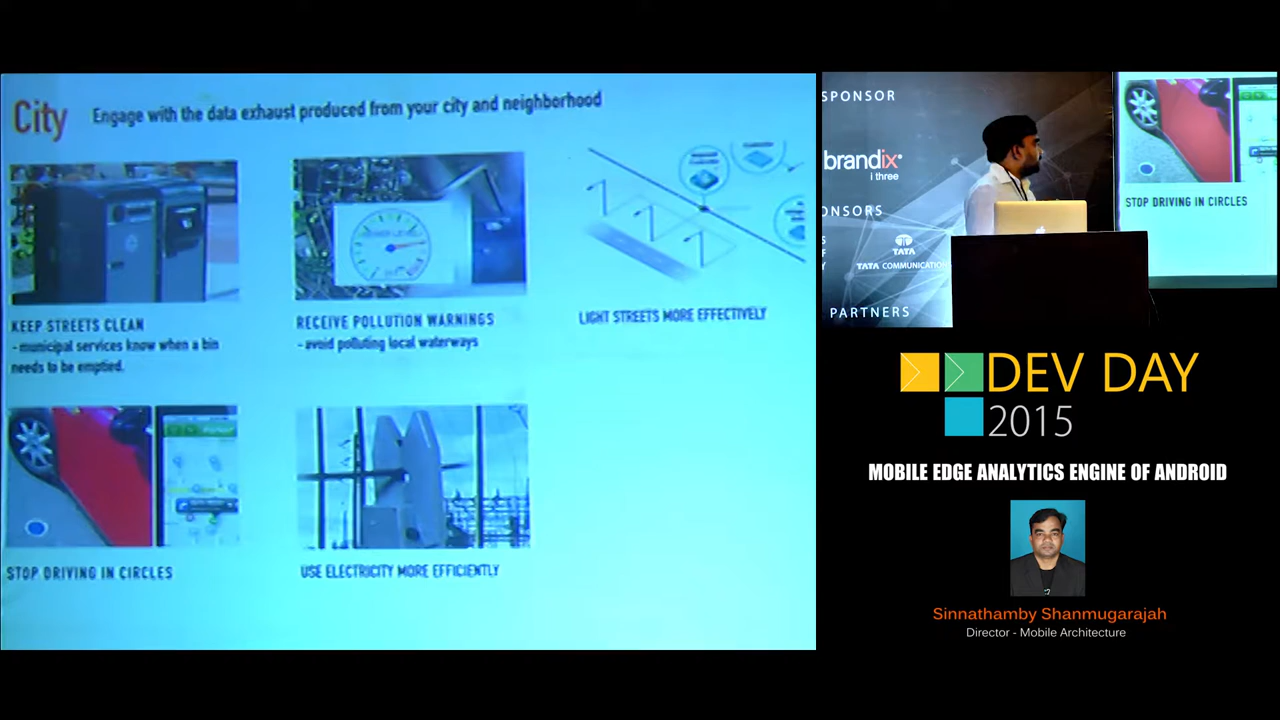 City
Engage with the data exhaust produced from your city and neighborhood
KEEP STREETS CLEAN
- municipal services know when a bin
needs to be emptied.
RECEIVE POLLUTION WARNINGS
- avoid polluting local waterways
LIGHT STREETS MORE EFFECTIVELY
STOP DRIVING IN CIRCLES
USE ELECTRICITY MORE EFFICIENTLY
SPONSOR
brandix
i three
ONSORS
TATA
TATA COMMUNICATION
PARTNERS
STOP DRIVING IN CIRCLES
DEV DAY
2015
MOBILE EDGE ANALYTICS ENGINE OF ANDROID
Sinnathamby Shanmugarajah
Director - Mobile Architecture